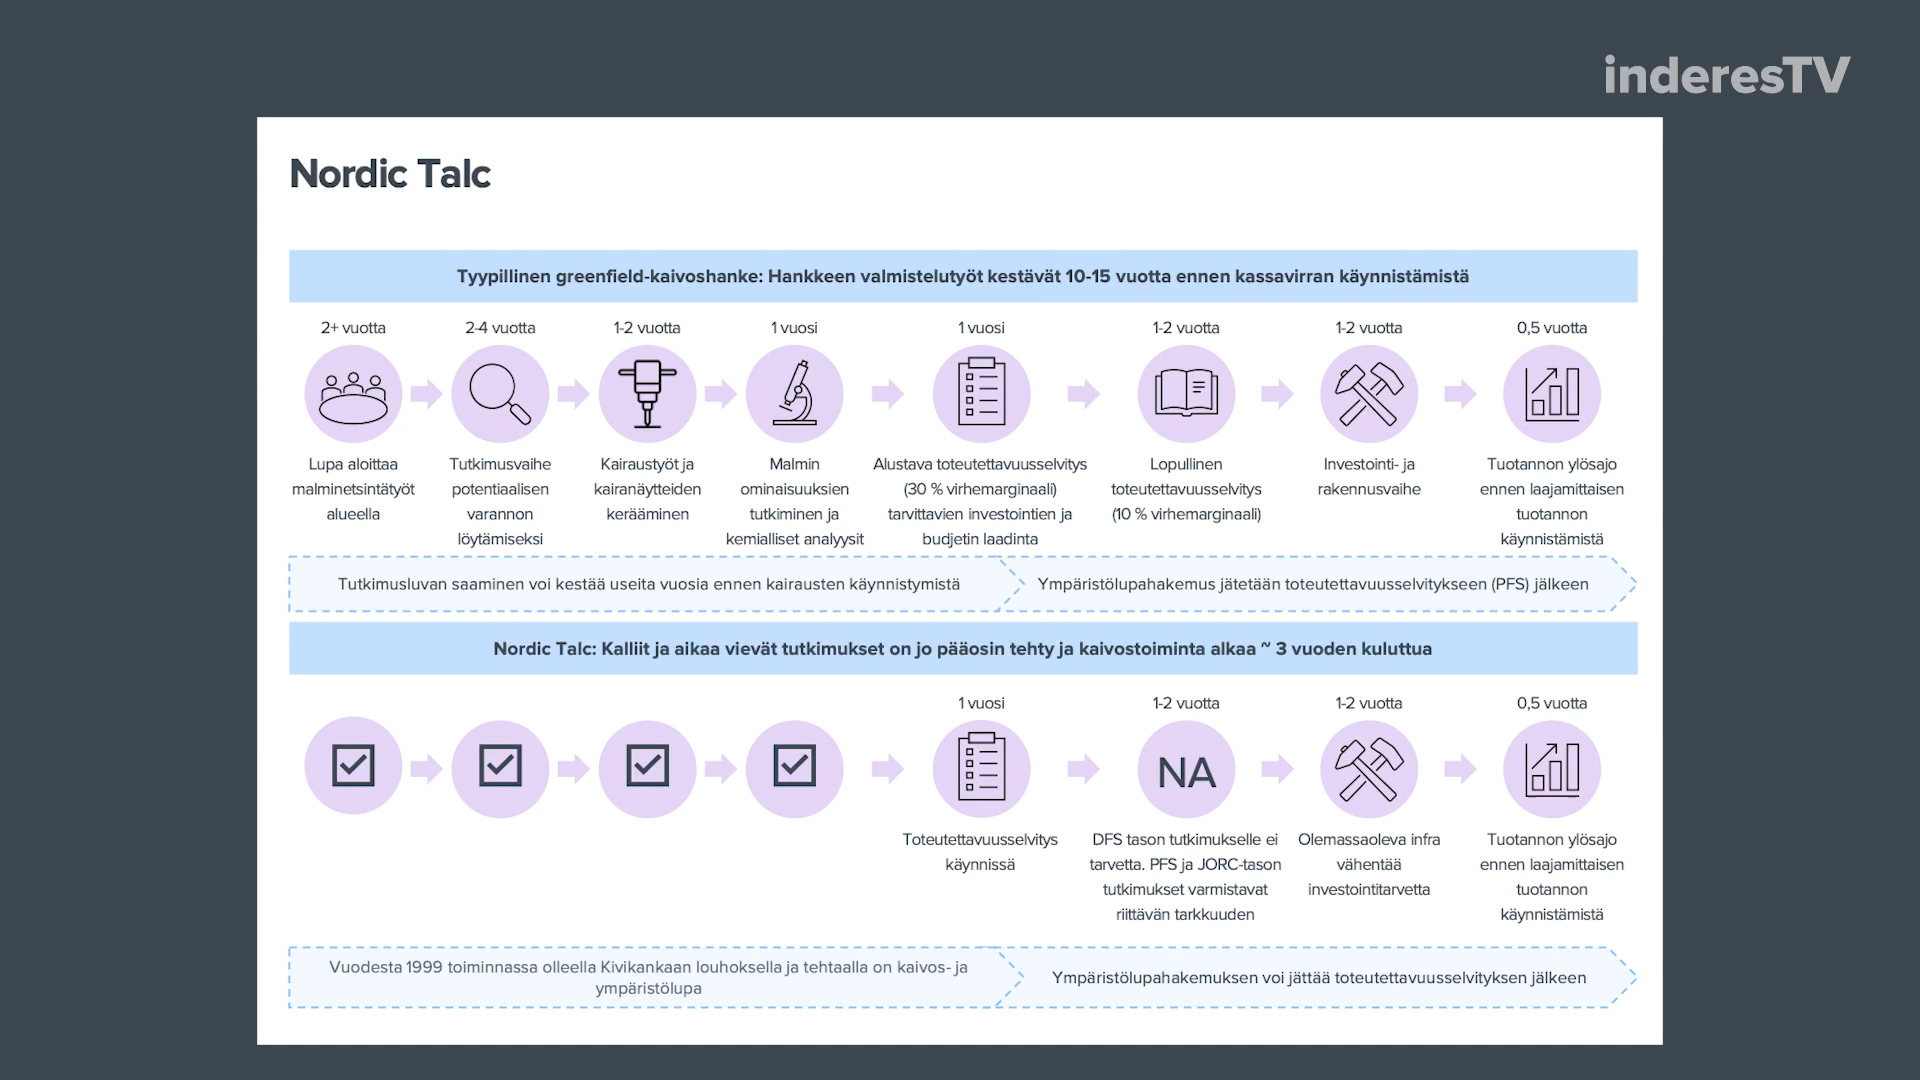 inderesTV
Nordic Talc
Tyypillinen greenfield-kaivoshanke: Hankkeen valmistelutyöt kestävät 10-15 vuotta ennen kassavirran käynnistämistä
2+ vuotta
Lupa aloittaa
malminetsintätyöt
alueella
2-4 vuotta
Tutkimusvaihe
potentiaalisen
varannon
löytämiseksi
1-2 vuotta
Kairaustyöt ja
kairanäytteiden
kerääminen
1 vuosi
Malmin
ominaisuuksien
tutkiminen ja
kemialliset analyysit
1 vuosi
Alustava toteutettavuusselvitys
(30 % virhemarginaali)
tarvittavien investointien ja
budjetin laadinta
1-2 vuotta
Lopullinen
toteutettavuusselvitys
(10 % virhemarginaali)
1-2 vuotta
Investointi- ja
rakennusvaihe
0,5 vuotta
Tuotannon ylösajo
ennen laajamittaisen
tuotannon
käynnistämistä
Tutkimusluvan saaminen voi kestää useita vuosia ennen kairausten käynnistymistä
Ympäristölupahakemus jätetään toteutettavuusselvitykseen (PFS) jälkeen
Nordic Talc: Kalliit ja aikaa vievät tutkimukset on jo pääosin tehty ja kaivostoiminta alkaa ~ 3 vuoden kuluttua
1 vuosi
Toteutettavuusselvitys
käynnissä
1-2 vuotta
NA
DFS tason tutkimukselle ei
tarvetta. PFS ja JORC-tason
tutkimukset varmistavat
riittävän tarkkuuden
1-2 vuotta
Olemassaoleva infra
vähentää
investointitarvetta
0,5 vuotta
Tuotannon ylösajo
ennen laajamittaisen
tuotannon
käynnistämistä
Vuodesta 1999 toiminnassa olleella Kivikankaan louhoksella ja tehtaalla on kaivos- ja
ympäristölupa
Ympäristölupahakemuksen voi jättää toteutettavuusselvityksen jälkeen